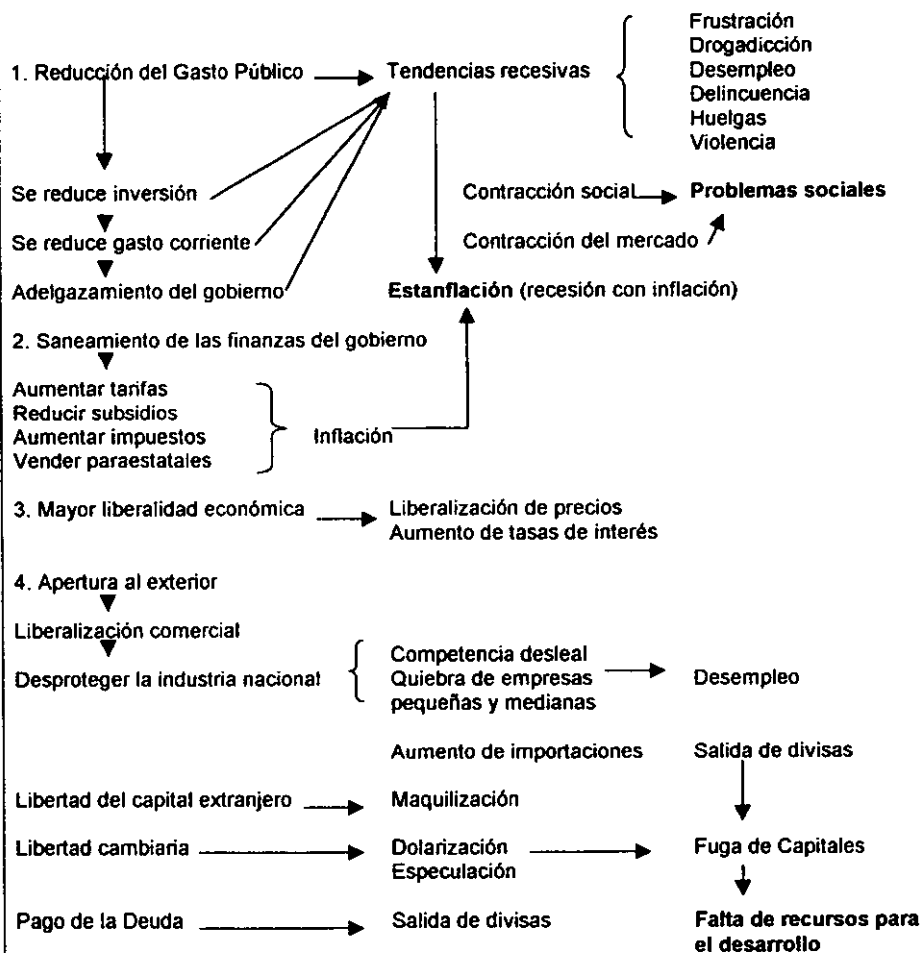 Frustración
Drogadicción
1. Reducción del Gasto Público
Tendencias recesivas
Desempleo
Delincuencia
Huelgas
Violencia
Se reduce inversión
Contracción social
Problemas sociales
Se reduce gasto corriente
Contracción del mercado
Adelgazamiento del gobierno
Estanflación (recesión con inflación)
2. Saneamiento de las finanzas del gobierno
Aumentar tarifas
Reducir subsidios
Aumentar impuestos
Vender paraestatales
Inflación
3. Mayor liberalidad económica
Liberalización de precios
Aumento de tasas de interés
4. Apertura al exterior
Liberalización comercial
Desproteger la industria nacional
Competencia desleal
Quiebra de empresas
pequeñas y medianas
Desempleo
Aumento de importaciones
Salida de divisas
Libertad del capital extranjero
Maquilización
Libertad cambiaria
Dolarización
Especulación
Fuga de Capitales
Pago de la Deuda
Salida de divisas
Falta de recursos para
el desarrollo